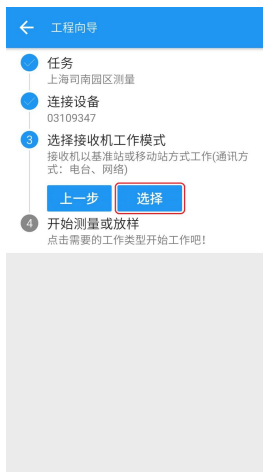 工程向导
任务
上海司南园区测量
连接设备
03109347
3 选择接收机工作模式
接收机以基准站或移动站方式工作(通讯方
式：电台、网络)
上一步 选择
4 开始测量或放样
点击需要的工作类型开始工作吧!